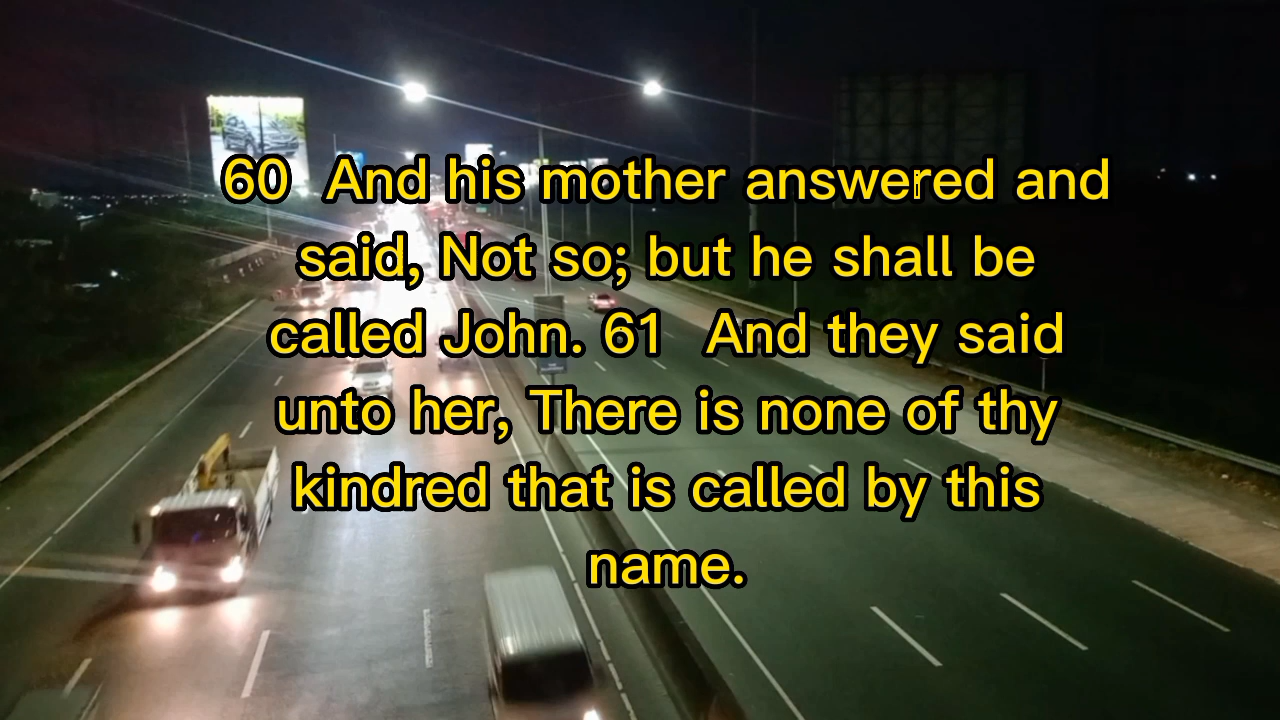 60 And his mother answered and
said, Not so; but he shall be
called John. 61 And they said
unto her, There is none of thy
kindred that is called by this
name.